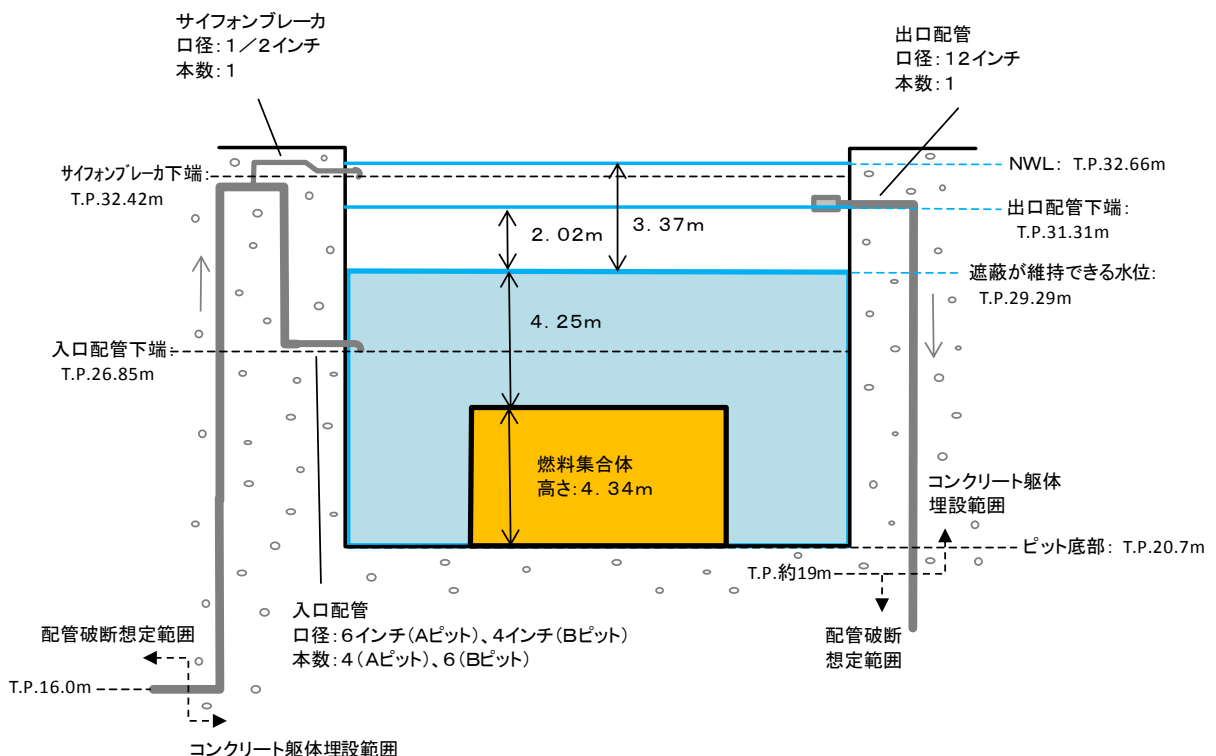 サイフォンブレーカ
口径:1/2インチ
本数:1
出口配管
口径:12インチ
本数:1
サイフォンブレーカ下端:
T.P.32.42m
NWL: T.P.32.66m
出口配管下端:
T.P.31.31m
2.02m
3.37m
遮蔽が維持できる水位:
T.P.29.29m
4.25m
入口配管下端:
T.P.26.85m
燃料集合体
高さ:4.34m
コンクリート躯体
埋設範囲
ピット底部: T.P.20.7m
T.P.約19m
入口配管
口径:6インチ(Aピット)、4インチ(Bピット)
本数:4(Aピット)、6(Bピット)
配管破断想定範囲
配管破断
想定範囲
T.P.16.0m
コンクリート躯体埋設範囲